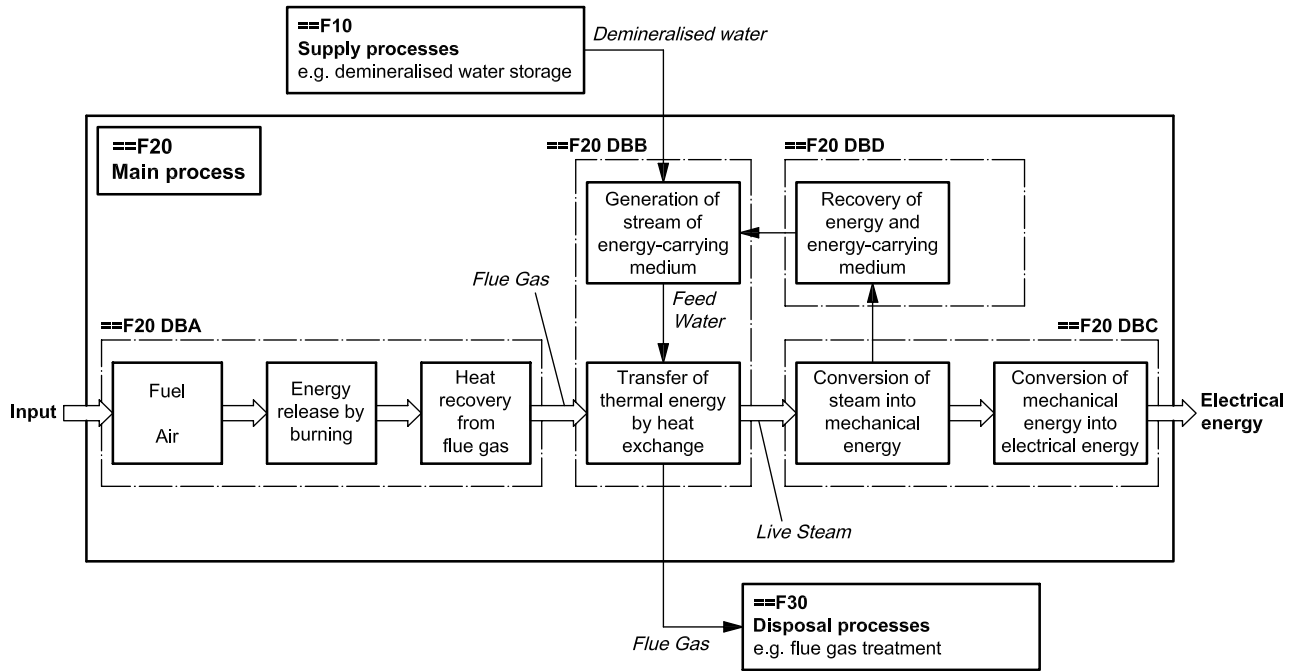 ==F10
Supply processes
e.g. demineralised water storage
Demineralised water
==F20
Main process
==F20 DBB
==F20 DBD
Generation of
stream of
energy-carrying
medium
Recovery of
energy and
energy-carrying
medium
Flue Gas
Feed
Water
==F20 DBA
==F20 DBC
Input
Fuel
Air
Energy
release by
burning
Heat
recovery
from
flue gas
Transfer of
thermal energy
by heat
exchange
Conversion of
steam into
mechanical
energy
Conversion of
mechanical
energy into
electrical energy
Electrical
energy
Live Steam
==F30
Disposal processes
e.g. flue gas treatment
Flue Gas